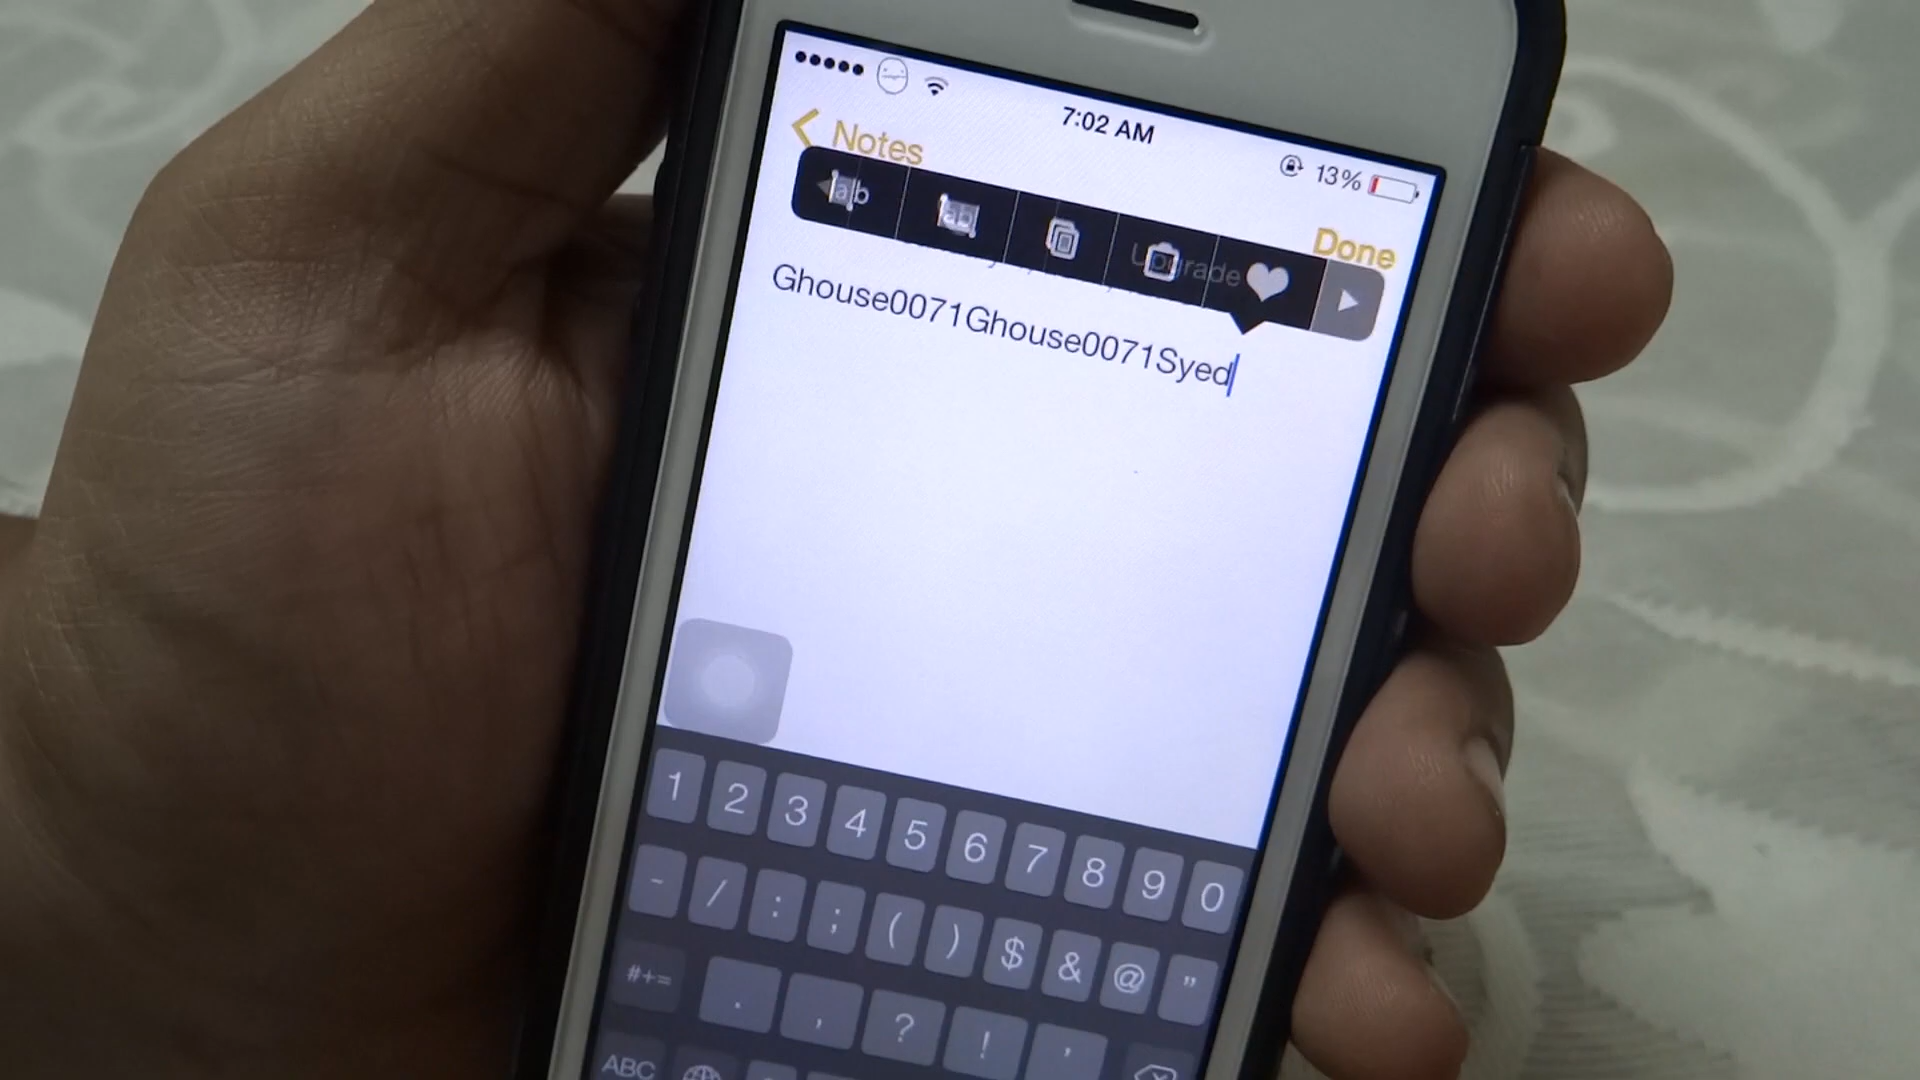 7:02 AM
13%
Notes
Done
a|b
ab
Upgrade
Ghouse0071Ghouse0071Syed
1 2 3 4 5 6 7 8 9 0
- / : ; ( ) $ & @ "
#+= . , ? ! '
ABC